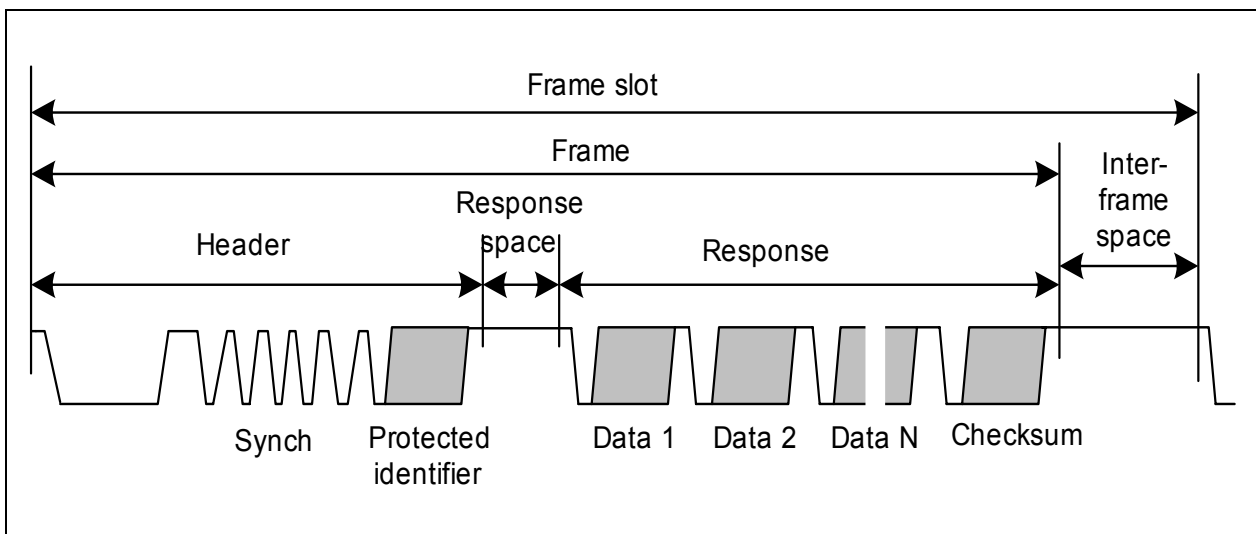 Frame slot
Frame
Inter-
frame
space
Response
space
Header
Response
Synch
Protected
identifier
Data 1
Data 2
Data N
Checksum